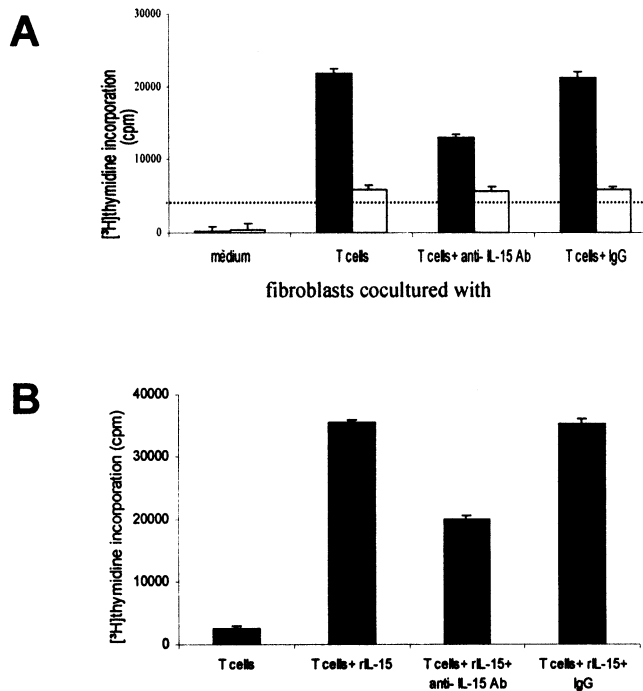 A
[³H]thymidine incorporation
(cpm)
30000
20000
10000
0
mèdium
T cells
T cells+ anti- IL-15 Ab
T cells+ IgG
fibroblasts cocultured with
B
[³H]thymidine incorporation (cpm)
40000
30000
20000
10000
0
T cells
T cells+ rIL-15
T cells+ rIL-15+
anti- IL-15 Ab
T cells+ rIL-15+
IgG